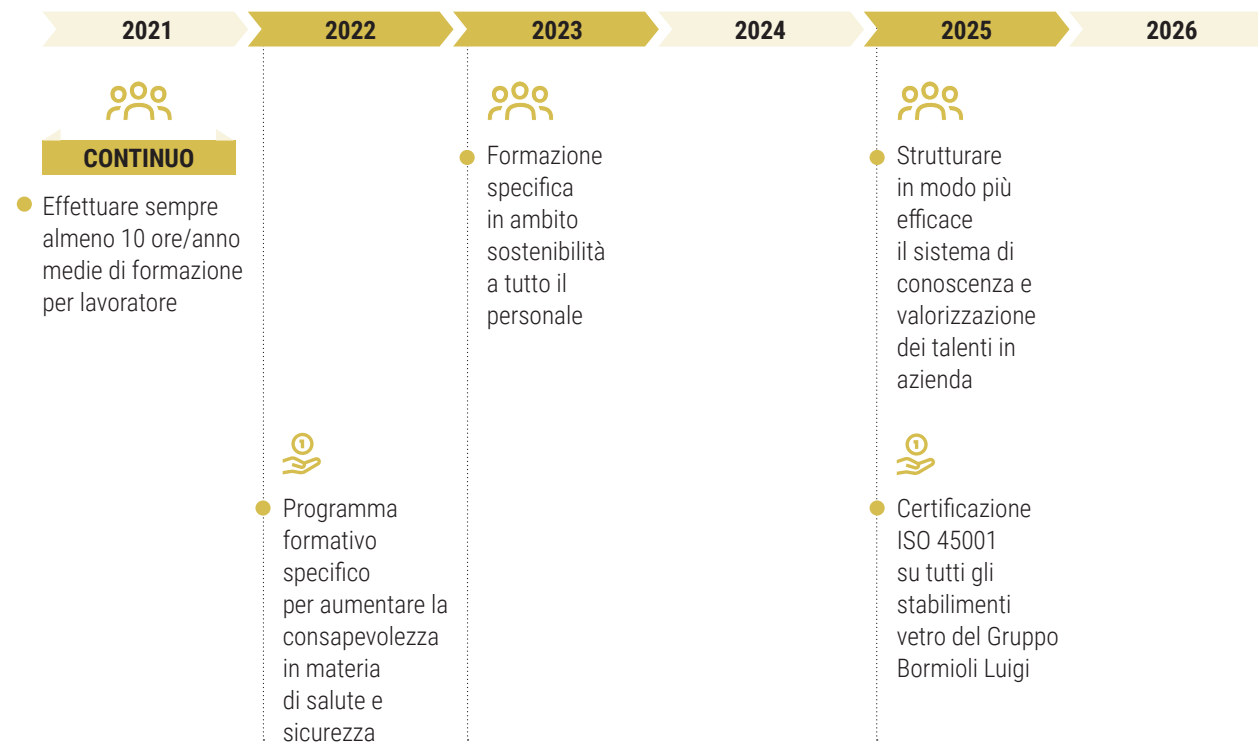 2021
2022
2023
2024
2025
2026
CONTINUO
Effettuare sempre
almeno 10 ore/anno
medie di formazione
per lavoratore
Programma
formativo
specifico
per aumentare la
consapevolezza
in materia
di salute e
sicurezza
Formazione
specifica
in ambito
sostenibilità
a tutto il
personale
Strutturare
in modo più
efficace
il sistema di
conoscenza e
valorizzazione
dei talenti in
azienda
Certificazione
ISO 45001
su tutti gli
stabilimenti
vetro del Gruppo
Bormioli Luigi